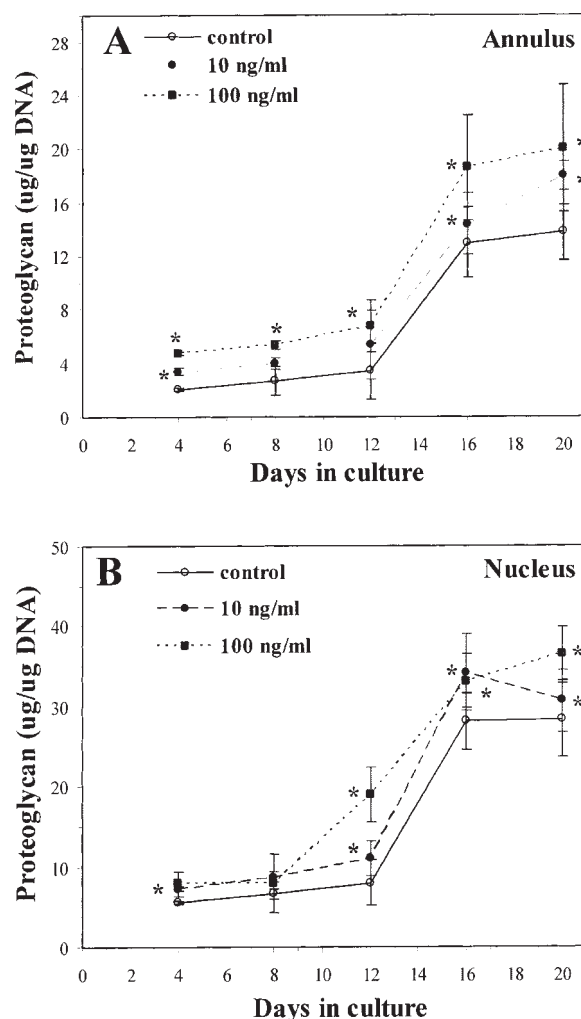 A
Annulus
control
10 ng/ml
100 ng/ml
Proteoglycan (ug/ug DNA)
28
24
20
16
12
8
4
0
* * * * * * * *
0 2 4 6 8 10 12 14 16 18 20
Days in culture
B
Nucleus
control
10 ng/ml
100 ng/ml
Proteoglycan (ug/ug DNA)
50
40
30
20
10
0
* * * * * * *
0 2 4 6 8 10 12 14 16 18 20
Days in culture